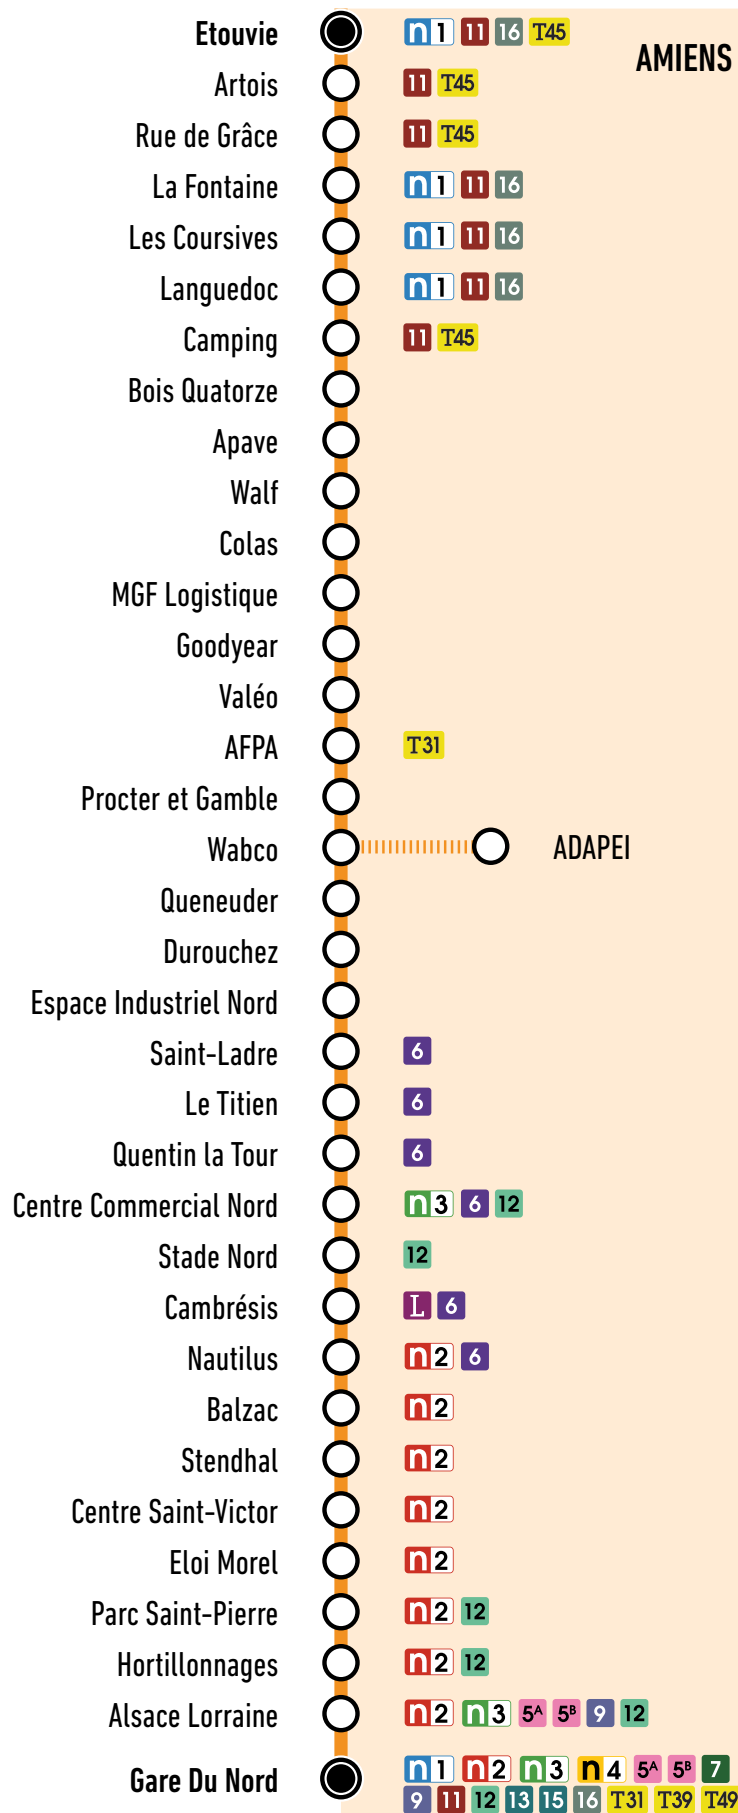 Etouvie n1 11 16 T45
AMIENS
Artois 11 T45
Rue de Grâce 11 T45
La Fontaine n1 11 16
Les Coursives n1 11 16
Languedoc n1 11 16
Camping 11 T45
Bois Quatorze
Apave
Walf
Colas
MGF Logistique
Goodyear
Valéo
AFPA T31
Procter et Gamble
Wabco ADAPEI
Queneuder
Durouchez
Espace Industriel Nord
Saint-Ladre 6
Le Titien 6
Quentin la Tour 6
Centre Commercial Nord n3 6 12
Stade Nord 12
Cambrésis L 6
Nautilus n2 6
Balzac n2
Stendhal n2
Centre Saint-Victor n2
Eloi Morel n2
Parc Saint-Pierre n2 12
Hortillonnages n2 12
Alsace Lorraine n2 n3 5A 5B 9 12
Gare Du Nord n1 n2 n3 n4 5A 5B 7
9 11 12 13 15 16 T31 T39 T49